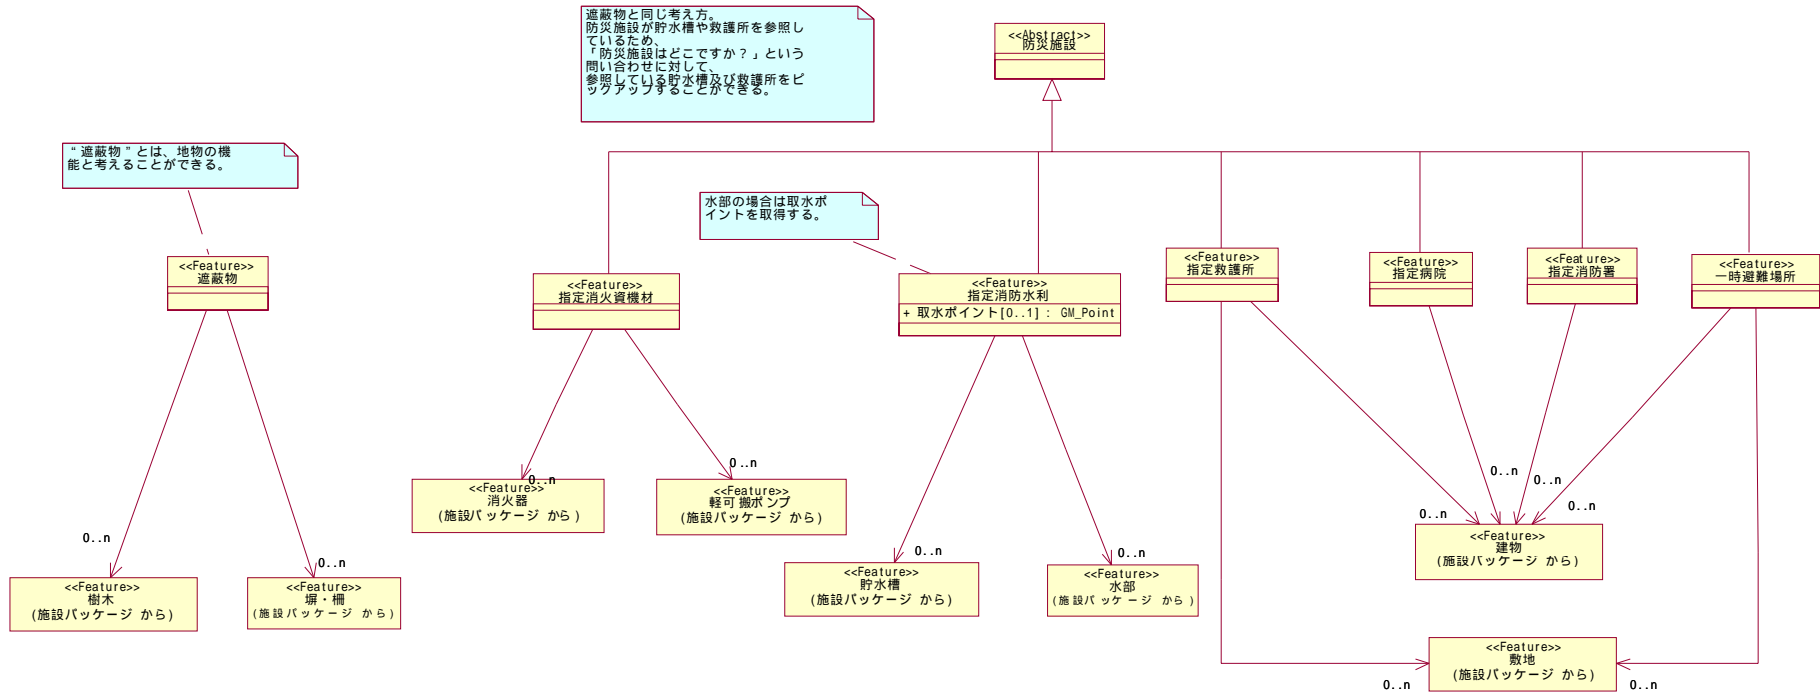 遮蔽物と同じ考え方。
防災施設が貯水槽や救護所を参照し
ているため、
「防災施設はどこですか？」という
問い合わせに対して、
参照している貯水槽及び救護所をピ
ックアップすることができる。
<<Abstract>>
防災施設
“遮蔽物”とは、地物の機
能と考えることができる。
水部の場合は取水ポ
イントを取得する。
<<Feature>>
遮蔽物
<<Feature>>
指定消火資機材
<<Feature>>
指定消防水利
+ 取水ポイント[0..1] : GM_Point
<<Feature>>
指定救護所
<<Feature>>
指定病院
<<Feature>>
指定消防署
<<Feature>>
一時避難場所
0..n
0..n
<<Feature>>
樹木
(施設パッケージ から)
<<Feature>>
塀・柵
(施設パッケージ から)
0..n
0..n
<<Feature>>
消火器
(施設パッケージ から)
<<Feature>>
軽可搬ポンプ
(施設パッケージ から)
0..n
0..n
<<Feature>>
貯水槽
(施設パッケージ から)
<<Feature>>
水部
(施設パッケージ から)
0..n
0..n
0..n
0..n
<<Feature>>
建物
(施設パッケージ から)
<<Feature>>
敷地
(施設パッケージ から)
0..n
0..n